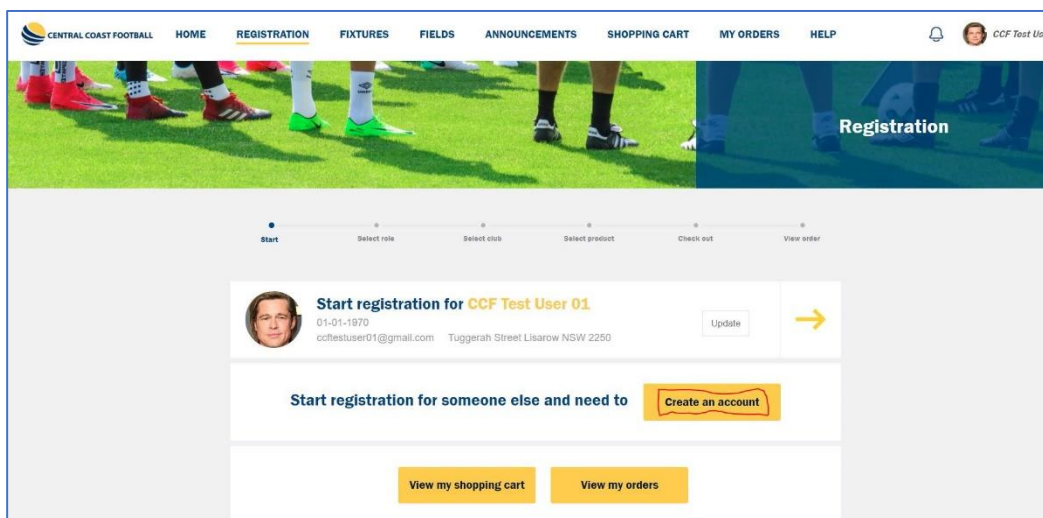 CENTRAL COAST FOOTBALL HOME REGISTRATION FIXTURES FIELDS ANNOUNCEMENTS SHOPPING CART MY ORDERS HELP CCF Test Us
Registration
Start Select role Select club Select product Check out View order
Start registration for CCF Test User 01
01-01-1970
ccftestuser01@gmail.com Tuggerah Street Lisarow NSW 2250
Update
Start registration for someone else and need to Create an account
View my shopping cart View my orders